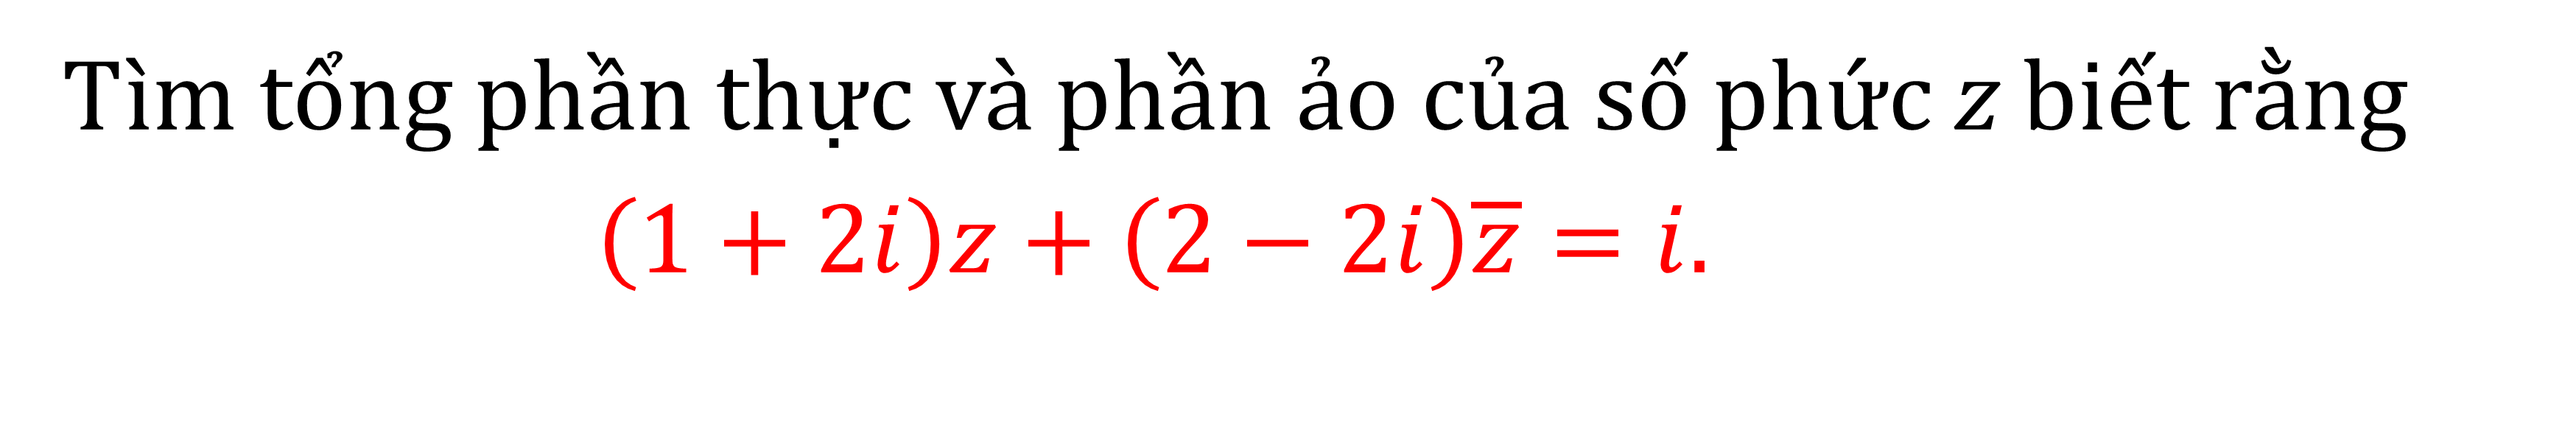 Tìm tổng phần thực và phần ảo của số phức z biết rằng
(1 + 2i)z + (2 − 2i)z̅ = i.